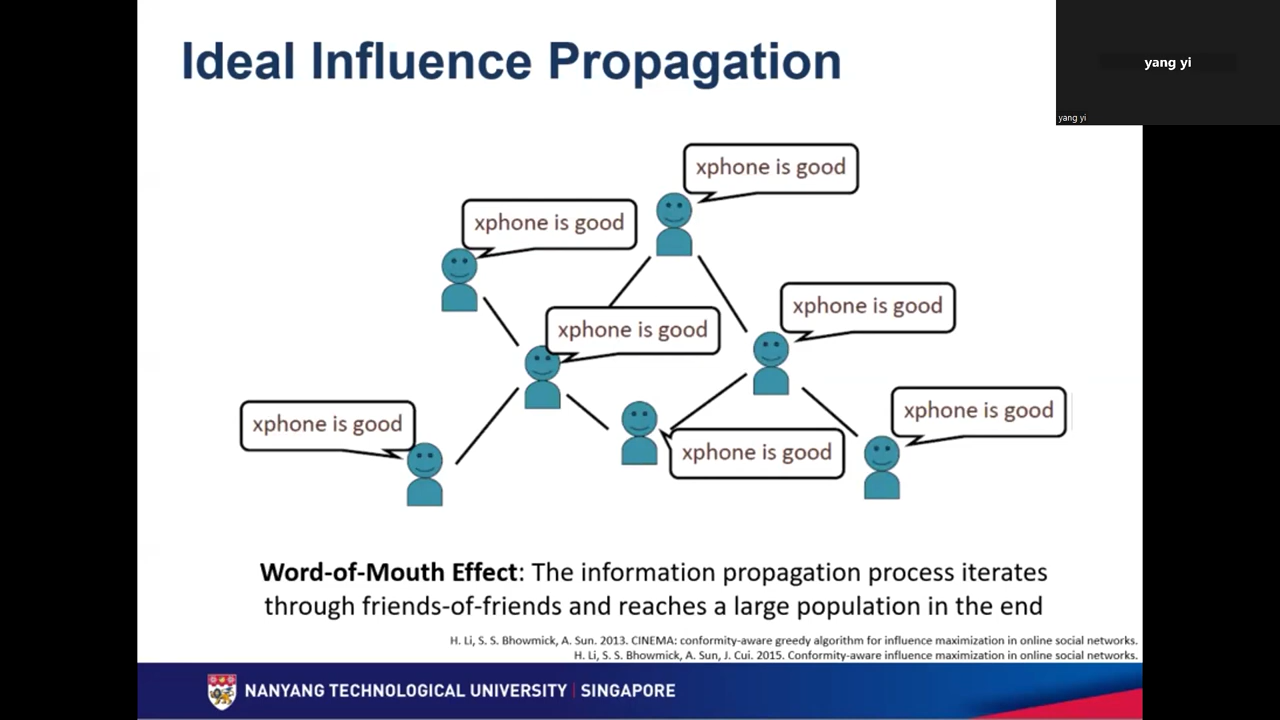 Ideal Influence Propagation
yang yi
yang yi
xphone is good
xphone is good
xphone is good
xphone is good
xphone is good
xphone is good
xphone is good
Word-of-Mouth Effect: The information propagation process iterates
through friends-of-friends and reaches a large population in the end
H. Li, S. S. Bhowmick, A. Sun. 2013. CINEMA: conformity-aware greedy algorithm for influence maximization in online social networks.
H. Li, S. S. Bhowmick, A. Sun, J. Cui. 2015. Conformity-aware influence maximization in online social networks.
NANYANG TECHNOLOGICAL UNIVERSITY | SINGAPORE